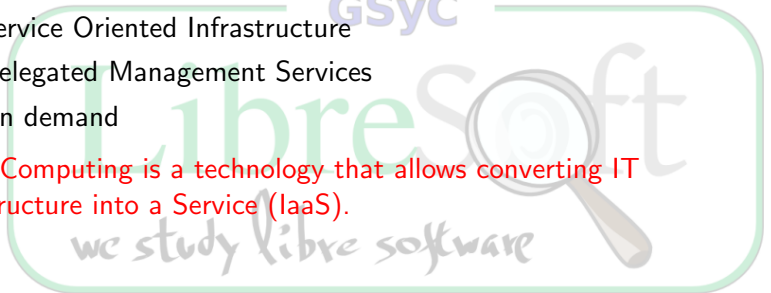 GSyC
ervice Oriented Infrastructure
elegated Management Services
n demand
Computing is a technology that allows converting IT
ructure into a Service (IaaS).
LibreSoft
we study libre software